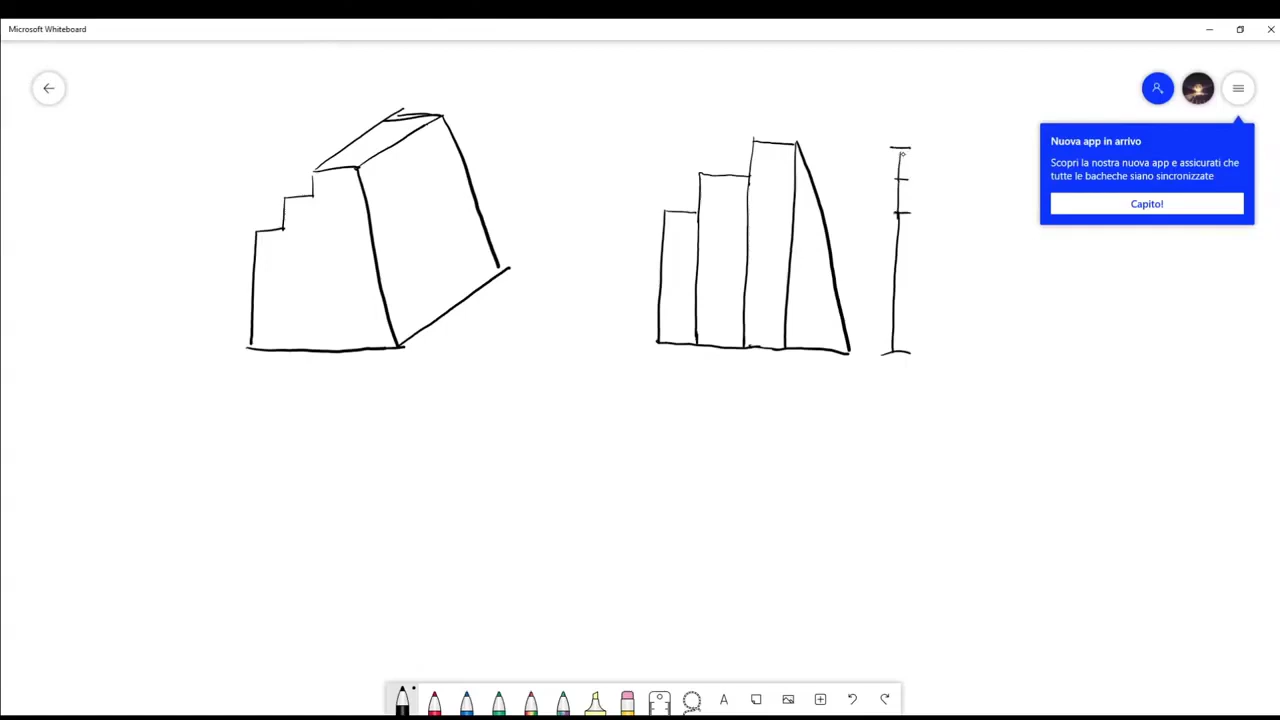 Microsoft Whiteboard
Nuova app in arrivo
Scopri la nostra nuova app e assicurati che
tutte le bacheche siano sincronizzate
Capito!
A